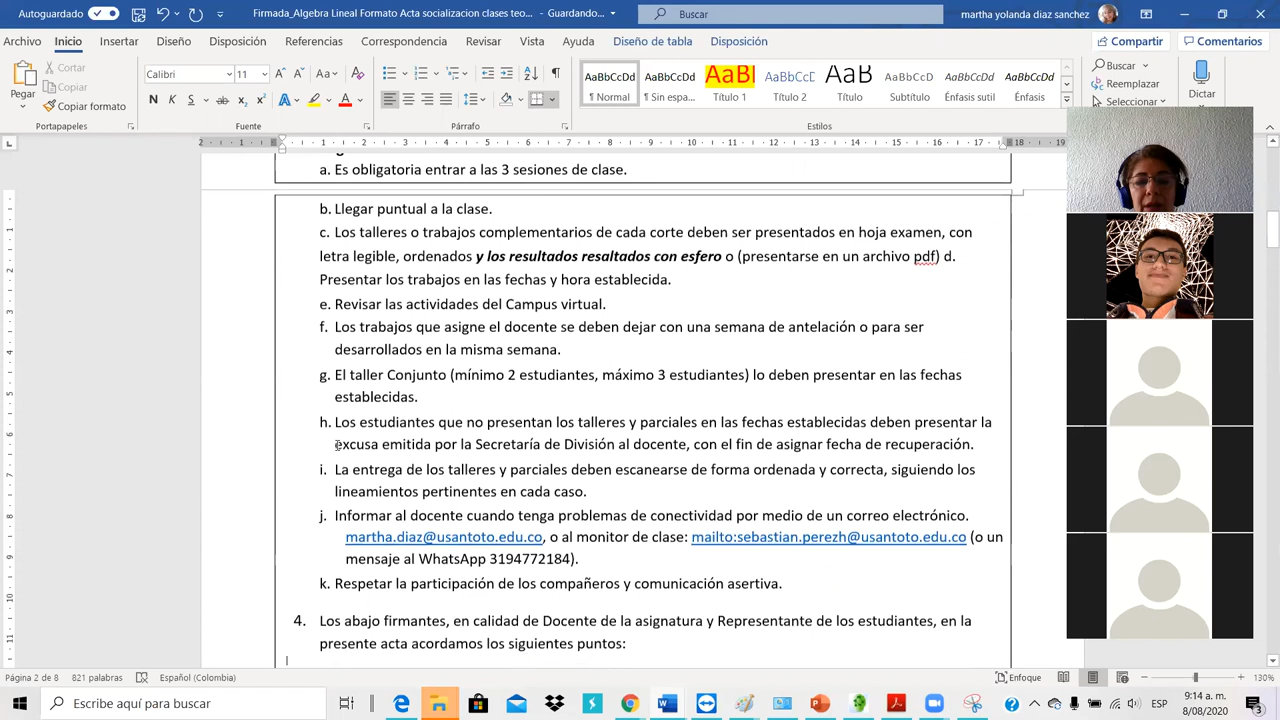 Autoguardado
Firmada_Algebra Informar Acta socializacion clases teo... - Guardando...
Buscar
martha yolanda diaz sanchez
Archivo Inicio Insertar Diseño Disposición Referencias Correspondencia Revisar Vista Ayuda Diseño de tabla Disposición
Compartir Comentarios
Pegar
Cortar
Copiar
Copiar formato
Portapapeles
Calibri 11
Fuente
Párrafo
AaBbCcDd AaBbCcDd AaBl AaBbCcD AaB AaBbCcDd AaBbCcDd AaBbCcDd
¶ Normal ¶ Sin espa... Título 1 Título 2 Título Subtítulo Énfasis sutil Énfasis
Estilos
Buscar
Reemplazar
Seleccionar
Dictar
a. Es obligatoria entrar a las 3 sesiones de clase.
b. Llegar puntual a la clase.
c. Los talleres o trabajos complementarios de cada corte deben ser presentados en hoja examen, con
letra legible, ordenados y los resultados resaltados con esfero o (presentarse en un archivo pdf) d.
Presentar los trabajos en las fechas y hora establecida.
e. Revisar las actividades del Campus virtual.
f. Los trabajos que asigne el docente se deben dejar con una semana de antelación o para ser
desarrollados en la misma semana.
g. El taller Conjunto (mínimo 2 estudiantes, máximo 3 estudiantes) lo deben presentar en las fechas
establecidas.
h. Los estudiantes que no presentan los talleres y parciales en las fechas establecidas deben presentar la
excusa emitida por la Secretaría de División al docente, con el fin de asignar fecha de recuperación.
i. La entrega de los talleres y parciales deben escanearse de forma ordenada y correcta, siguiendo los
lineamientos pertinentes en cada caso.
j. Informar al docente cuando tenga problemas de conectividad por medio de un correo electrónico.
martha.diaz@usantoto.edu.co, o al monitor de clase: mailto:sebastian.perezh@usantoto.edu.co (o un
mensaje al WhatsApp 3194772184).
k. Respetar la participación de los compañeros y comunicación asertiva.
4. Los abajo firmantes, en calidad de Docente de la asignatura y Representante de los estudiantes, en la
presente acta acordamos los siguientes puntos:
Página 2 de 8 821 palabras Español (Colombia) Enfoque 130%
Escribe aquí para buscar
ESP
9:14 a. m.
8/08/2020
3